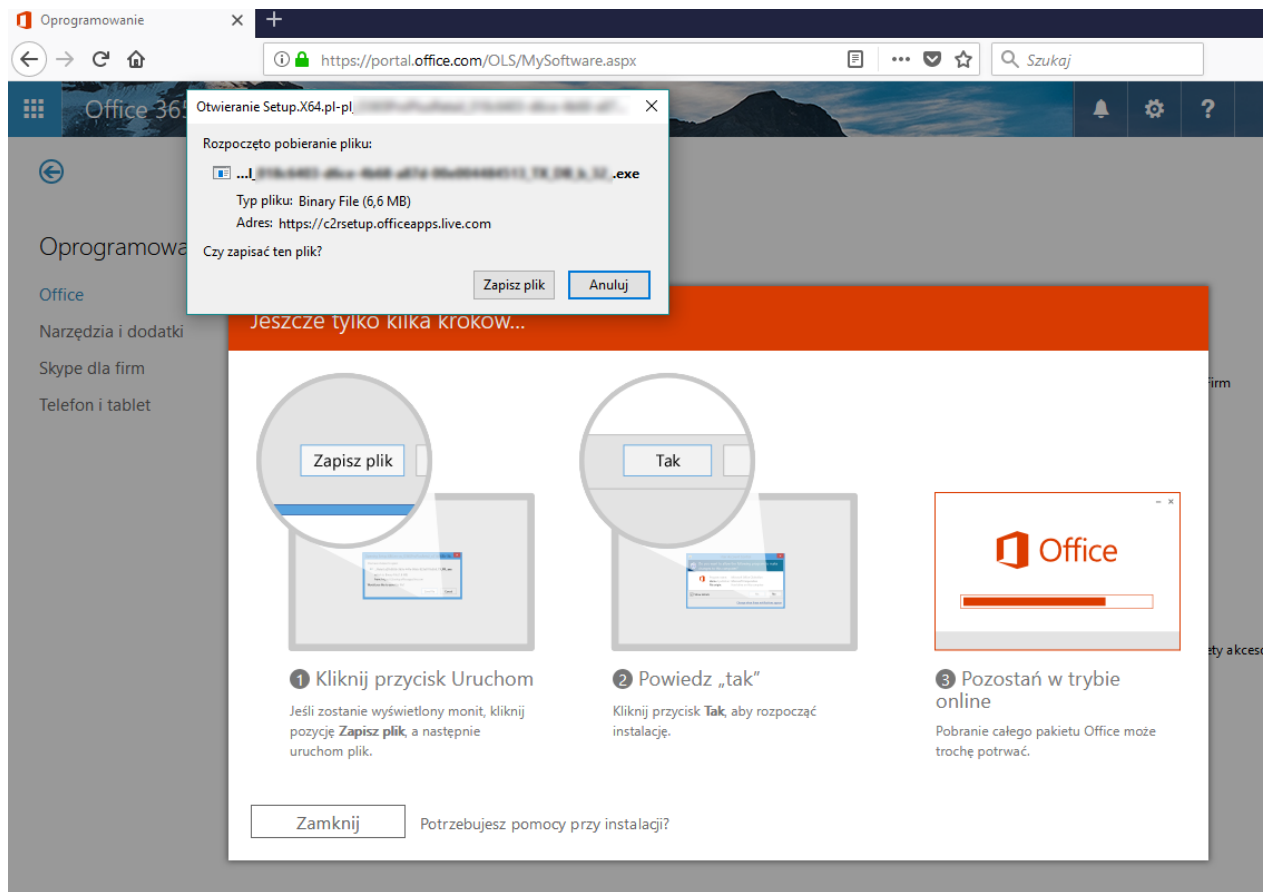 Oprogramowanie
https://portal.office.com/OLS/MySoftware.aspx
Szukaj
Office 365
Otwieranie Setup.X64.pl-pl_
Rozpoczęto pobieranie pliku:
...l_ .exe
Typ pliku: Binary File (6,6 MB)
Adres: https://c2rsetup.officeapps.live.com
Czy zapisać ten plik?
Zapisz plik
Anuluj
Oprogramowa
Office
Narzędzia i dodatki
Skype dla firm
Telefon i tablet
Jeszcze tylko kilka kroków...
Firm
ety akceso
Zapisz plik
Tak
Office
1 Kliknij przycisk Uruchom
Jeśli zostanie wyświetlony monit, kliknij
pozycję Zapisz plik, a następnie
uruchom plik.
2 Powiedz „tak”
Kliknij przycisk Tak, aby rozpocząć
instalację.
3 Pozostań w trybie
online
Pobranie całego pakietu Office może
trochę potrwać.
Zamknij
Potrzebujesz pomocy przy instalacji?